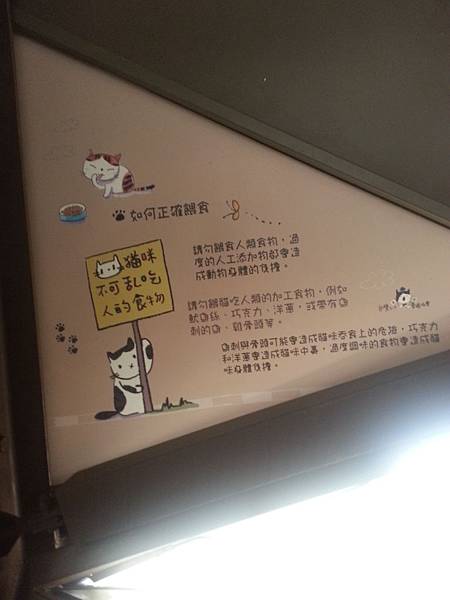 如何正確餵食
請勿餵食人類食物，過
度的人工添加物都會造
成動物身體的負擔。
貓咪
不可乱吃
人的食物
請勿餵貓吃人類的加工食物，例如
魷魚絲、巧克力、洋蔥，或帶有魚
刺的魚，雞骨頭等。
魚刺與骨頭可能會造成貓咪吞食上的危險，巧克力
和洋蔥會造成貓咪中毒，過度調味的食物會造成貓
咪身體負擔。